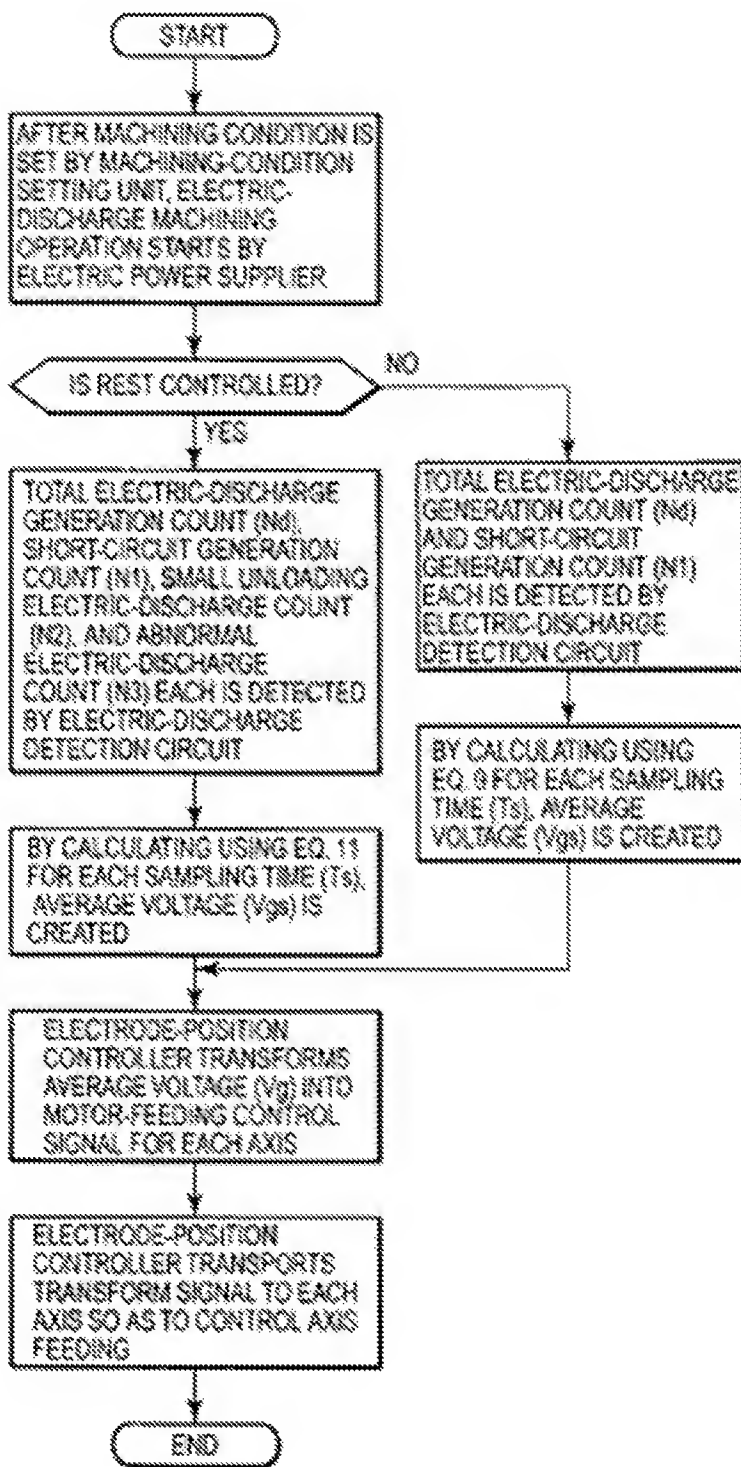 START
AFTER MACHINING CONDITION IS
SET BY MACHINING-CONDITION
SETTING UNIT, ELECTRIC-
DISCHARGE MACHINING
OPERATION STARTS BY
ELECTRIC POWER SUPPLIER
IS REST CONTROLLED?
NO
YES
TOTAL ELECTRIC-DISCHARGE
GENERATION COUNT (Nd),
SHORT-CIRCUIT GENERATION
COUNT (N1), SMALL UNLOADING
ELECTRIC-DISCHARGE COUNT
(N2), AND ABNORMAL
ELECTRIC-DISCHARGE
COUNT (N3) EACH IS DETECTED
BY ELECTRIC-DISCHARGE
DETECTION CIRCUIT
TOTAL ELECTRIC-DISCHARGE
GENERATION COUNT (Nd)
AND SHORT-CIRCUIT
GENERATION COUNT (N1)
EACH IS DETECTED BY
ELECTRIC-DISCHARGE
DETECTION CIRCUIT
BY CALCULATING USING
EQ. 9 FOR EACH SAMPLING
TIME (Ts), AVERAGE
VOLTAGE (Vgs) IS CREATED
BY CALCULATING USING EQ. 11
FOR EACH SAMPLING TIME (Ts),
AVERAGE VOLTAGE (Vgs) IS
CREATED
ELECTRODE-POSITION
CONTROLLER TRANSFORMS
AVERAGE VOLTAGE (Vg) INTO
MOTOR-FEEDING CONTROL
SIGNAL FOR EACH AXIS
ELECTRODE-POSITION
CONTROLLER TRANSPORTS
TRANSFORM SIGNAL TO EACH
AXIS SO AS TO CONTROL AXIS
FEEDING
END